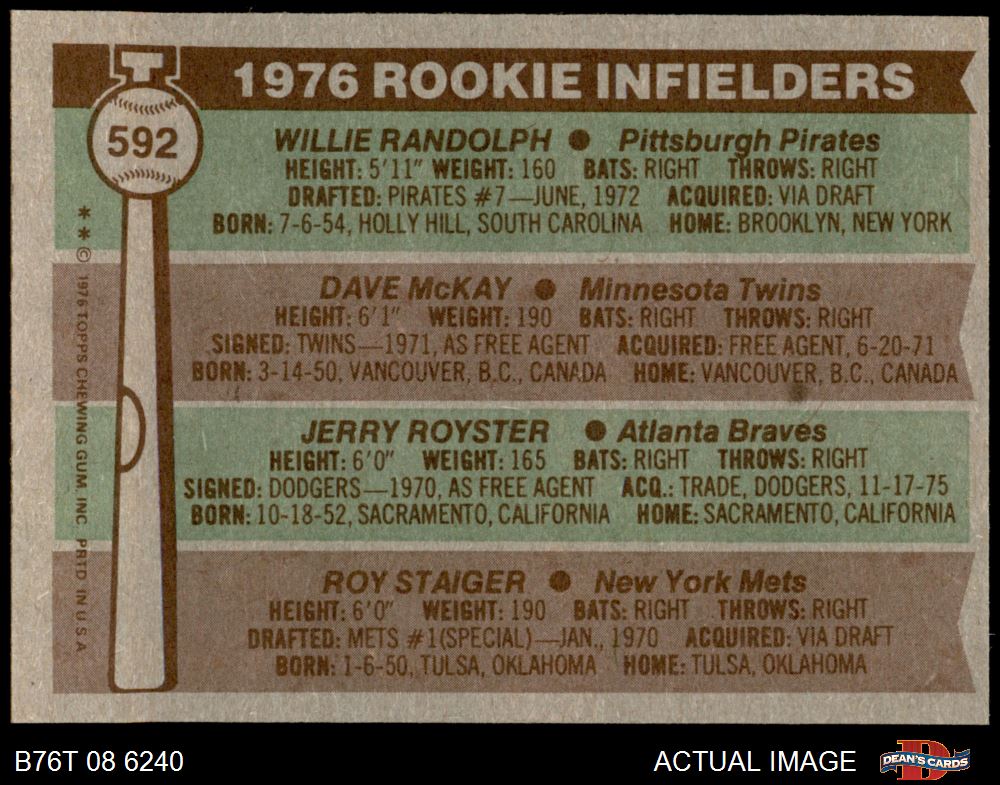 T
1976 ROOKIE INFIELDERS
592
WILLIE RANDOLPH ● Pittsburgh Pirates
HEIGHT: 5'11" WEIGHT: 160 BATS: RIGHT THROWS: RIGHT
DRAFTED: PIRATES #7—JUNE, 1972 ACQUIRED: VIA DRAFT
BORN: 7-6-54, HOLLY HILL, SOUTH CAROLINA HOME: BROOKLYN, NEW YORK
DAVE McKAY ● Minnesota Twins
HEIGHT: 6'1" WEIGHT: 190 BATS: RIGHT THROWS: RIGHT
SIGNED: TWINS—1971, AS FREE AGENT ACQUIRED: FREE AGENT, 6-20-71
BORN: 3-14-50, VANCOUVER, B.C., CANADA HOME: VANCOUVER, B.C., CANADA
JERRY ROYSTER ● Atlanta Braves
HEIGHT: 6'0" WEIGHT: 165 BATS: RIGHT THROWS: RIGHT
SIGNED: DODGERS—1970, AS FREE AGENT ACQ.: TRADE, DODGERS, 11-17-75
BORN: 10-18-52, SACRAMENTO, CALIFORNIA HOME: SACRAMENTO, CALIFORNIA
ROY STAIGER ● New York Mets
HEIGHT: 6'0" WEIGHT: 190 BATS: RIGHT THROWS: RIGHT
DRAFTED: METS #1(SPECIAL)—JAN., 1970 ACQUIRED: VIA DRAFT
BORN: 1-6-50, TULSA, OKLAHOMA HOME: TULSA, OKLAHOMA
** © 1976 TOPPS CHEWING GUM, INC PRTD IN U.S.A.
B76T 08 6240
ACTUAL IMAGE
D
DEAN'S CARDS